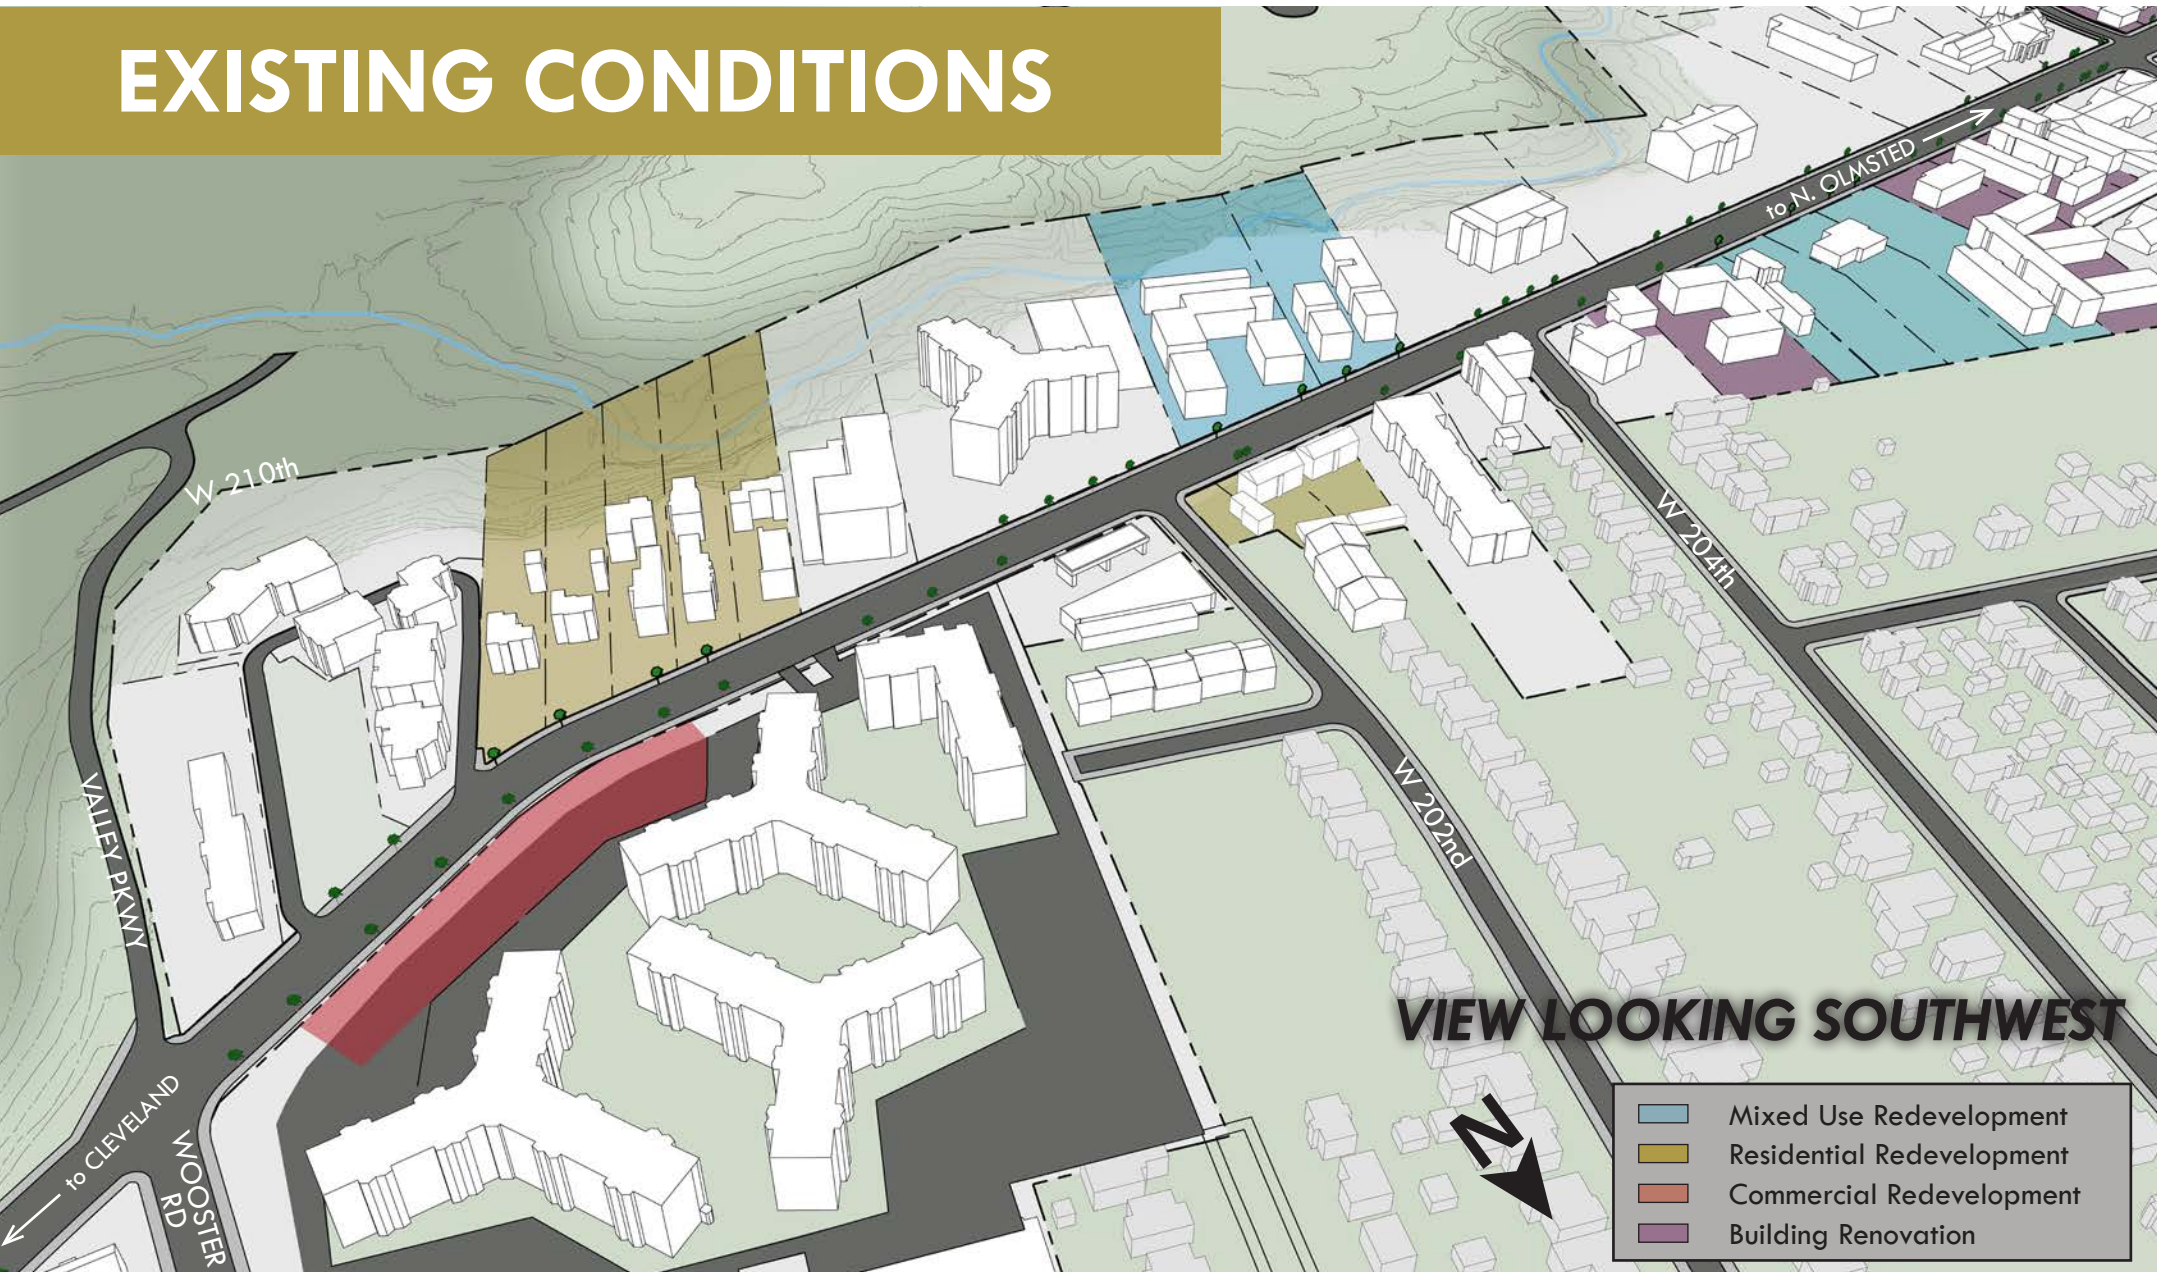 EXISTING CONDITIONS
to N. OLMSTED
W 210th
W 204th
VALLEY PKWY
W 202nd
VIEW LOOKING SOUTHWEST
to CLEVELAND
WOOSTER
RD
N
Mixed Use Redevelopment
Residential Redevelopment
Commercial Redevelopment
Building Renovation